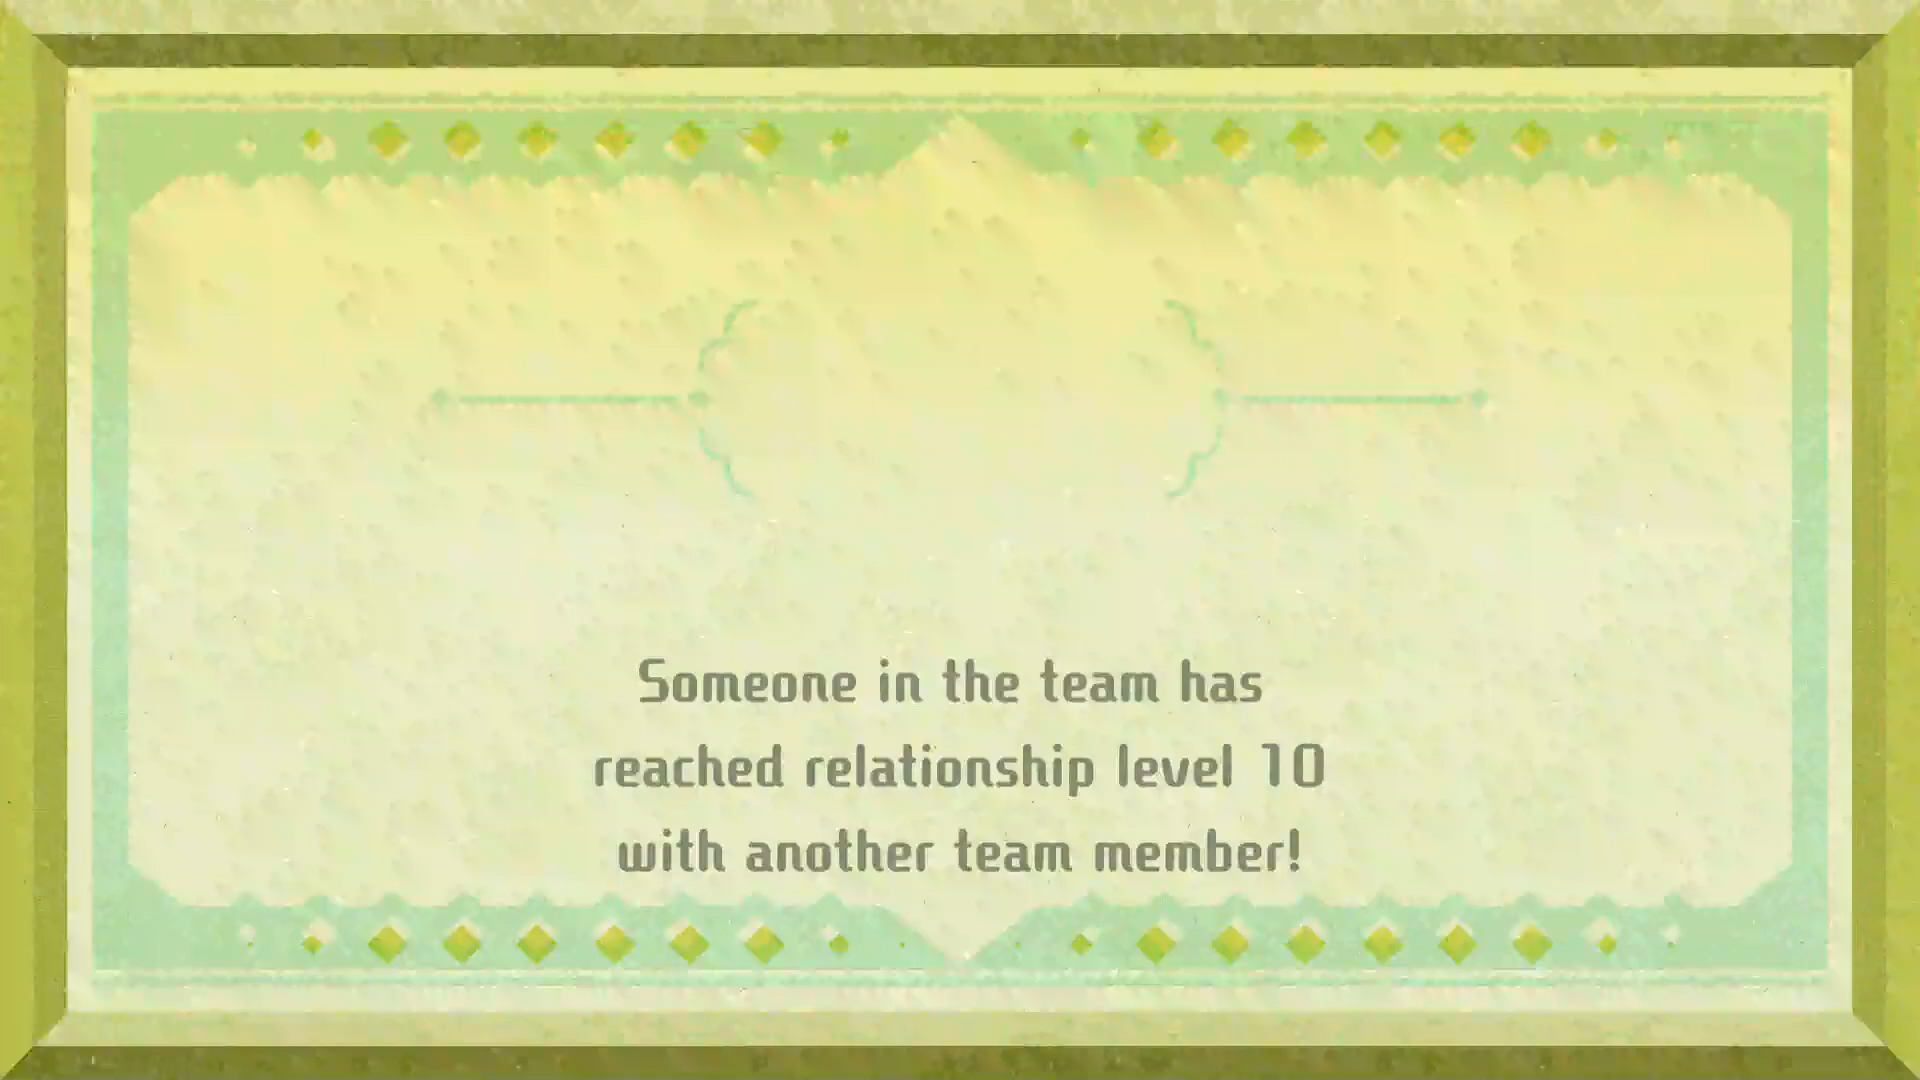 Someone in the team has
reached relationship level 10
with another team member!